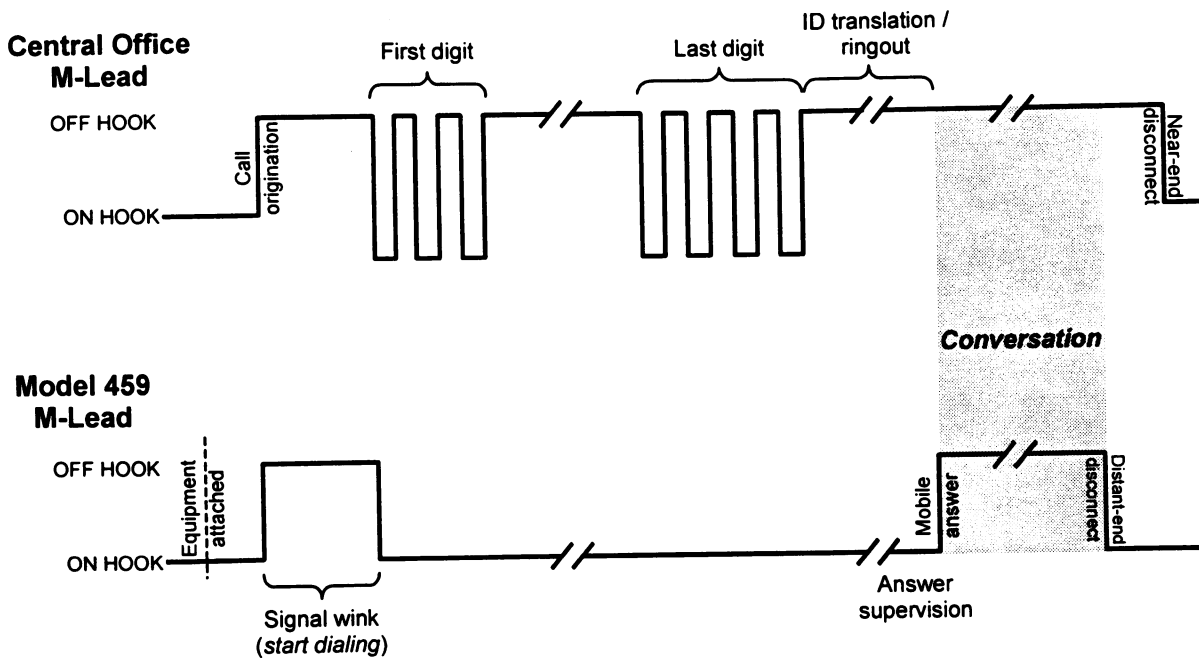 Central Office
M-Lead
First digit
Last digit
ID translation /
ringout
OFF HOOK
Call
origination
ON HOOK
Near-end
disconnect
Conversation
Model 459
M-Lead
OFF HOOK
Equipment
attached
ON HOOK
Mobile
answer
Distant-end
disconnect
Signal wink
(start dialing)
Answer
supervision